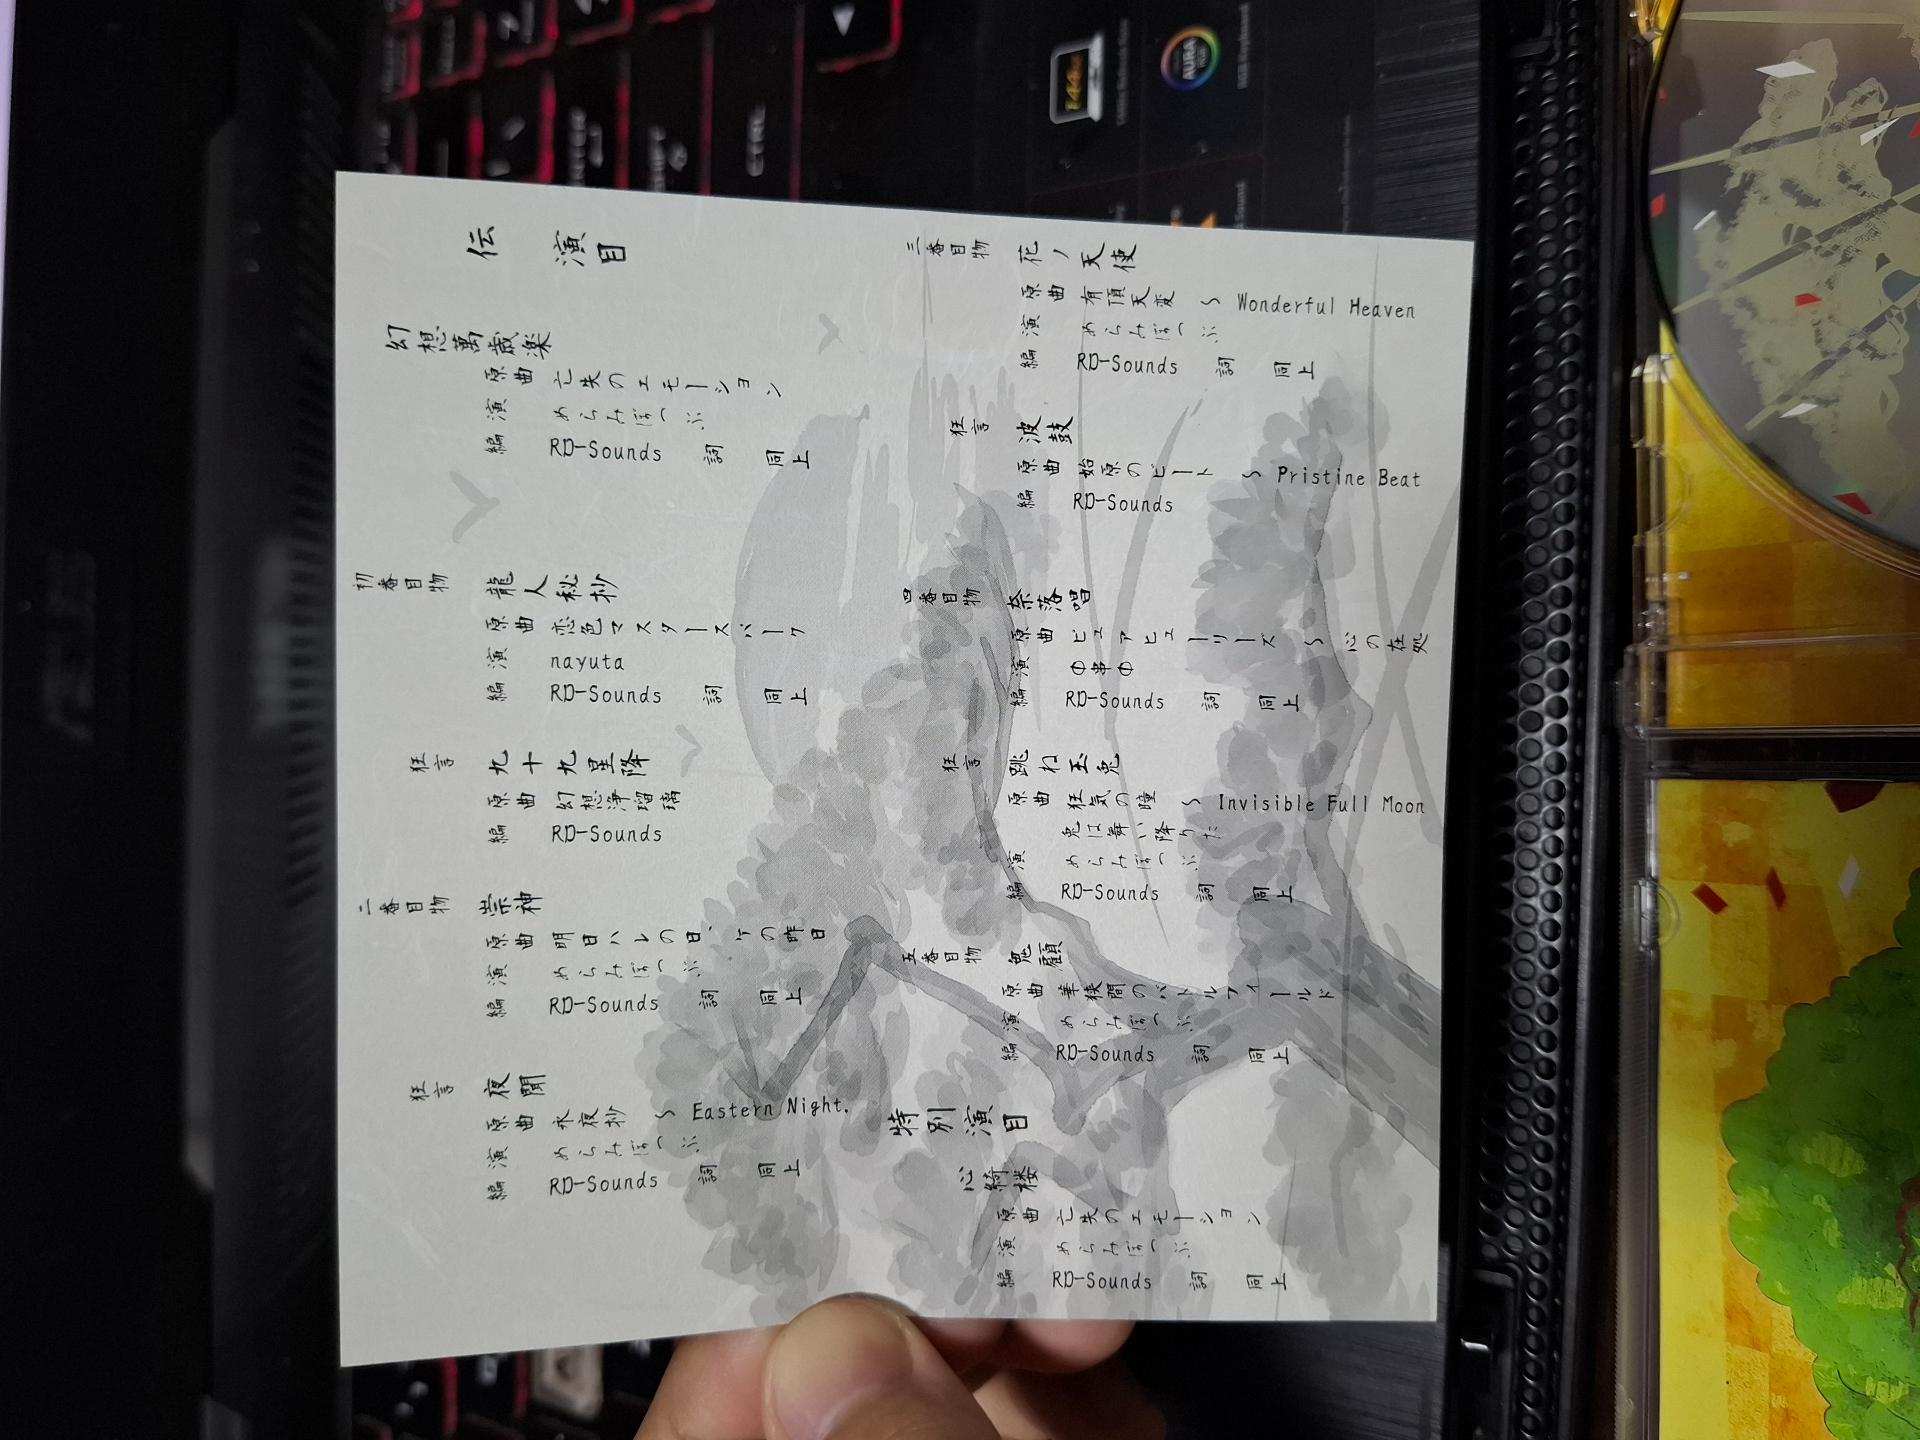 伝
演目
幻想萬歳楽
原曲 亡失のエモーション
演 めらみぽっぷ
編 RD-Sounds 詞 同上
初番目物 龍人秘抄
原曲 恋色マスタースパーク
演 nayuta
編 RD-Sounds 詞 同上
狂言 九十九星降
原曲 幻想浄瑠璃
編 RD-Sounds
二番目物 祟神
原曲 明日ハレの日、ケの昨日
演 めらみぽっぷ
編 RD-Sounds 詞 同上
狂言 夜聞
原曲 永夜抄 ～ Eastern Night.
演 めらみぽっぷ
編 RD-Sounds 詞 同上
三番目物 花ノ天使
原曲 有頂天変 ～ Wonderful Heaven
演 めらみぽっぷ
編 RD-Sounds 詞 同上
狂言 波鼓
原曲 始原のビート ～ Pristine Beat
編 RD-Sounds
四番目物 奈落唱
原曲 ピュアヒューリーズ ～ 心の在処
演 Φ串Φ
編 RD-Sounds 詞 同上
狂言 跳ね玉兎
原曲 狂気の瞳 ～ Invisible Full Moon
兎は舞い降りた
演 めらみぽっぷ
編 RD-Sounds 詞 同上
五番目物 鬼顧
原曲 華狭間のバトルフィールド
演 めらみぽっぷ
編 RD-Sounds 詞 同上
特別演目
心綺楼
原曲 亡失のエモーション
演 めらみぽっぷ
編 RD-Sounds 詞 同上
CTRL
AURA